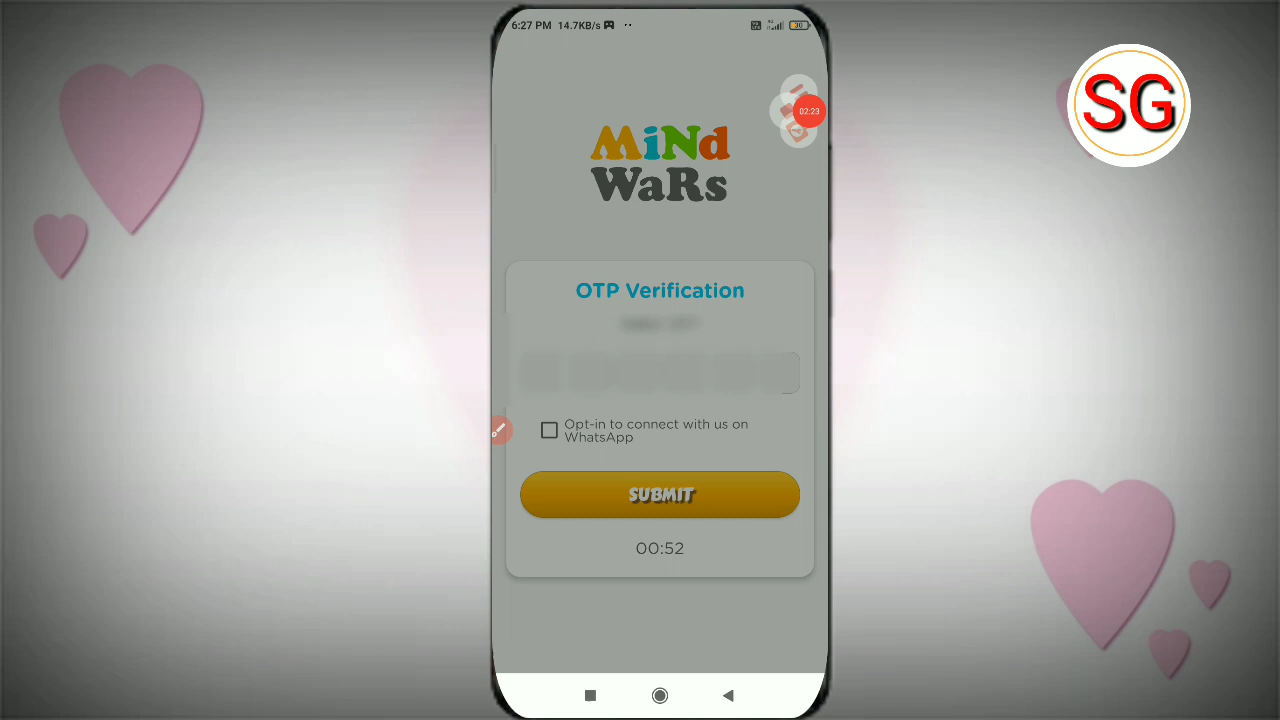 6:27 PM 14.7KB/s
30
SG
02:23
MiNd
WaRs
OTP Verification
Opt-in to connect with us on
WhatsApp
SUBMIT
00:52